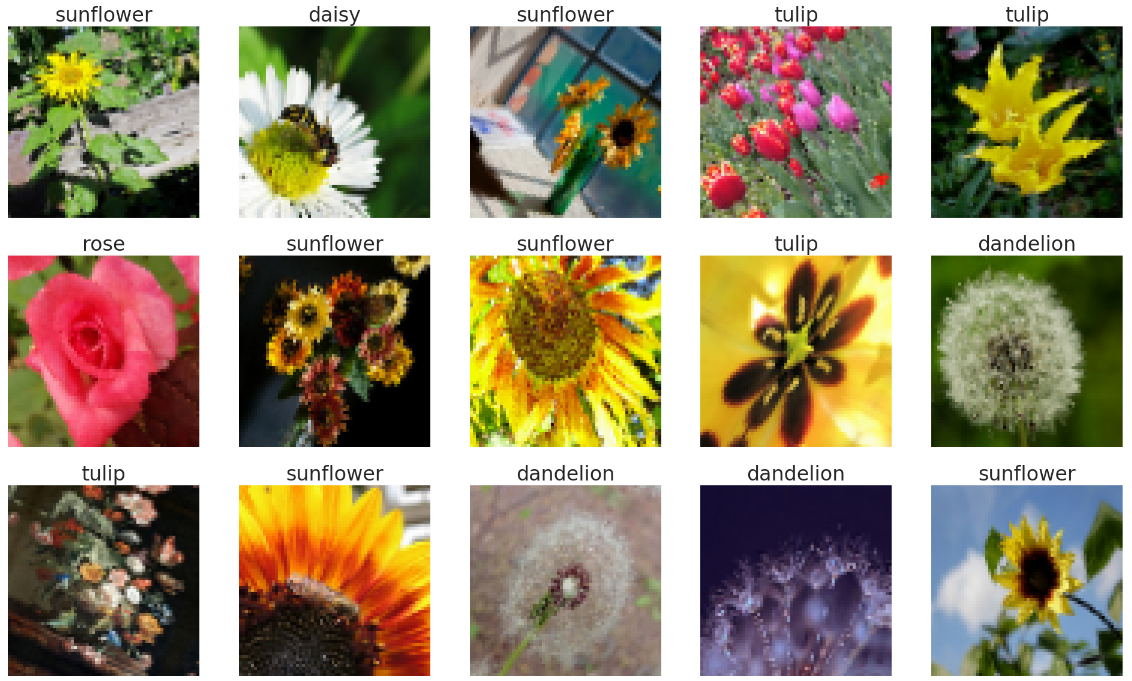 sunflower
daisy
sunflower
tulip
tulip
rose
sunflower
sunflower
tulip
dandelion
tulip
sunflower
dandelion
dandelion
sunflower